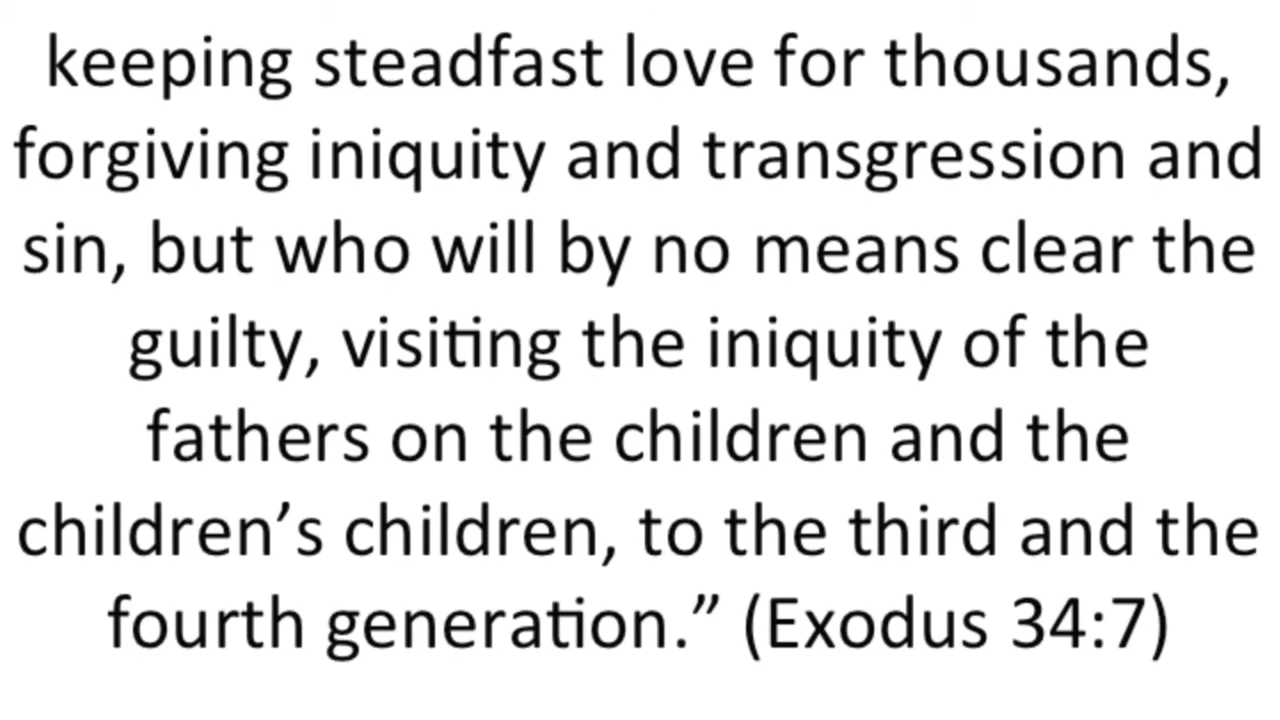 keeping steadfast love for thousands,
forgiving iniquity and transgression and
sin, but who will by no means clear the
guilty, visiting the iniquity of the
fathers on the children and the
children’s children, to the third and the
fourth generation.” (Exodus 34:7)